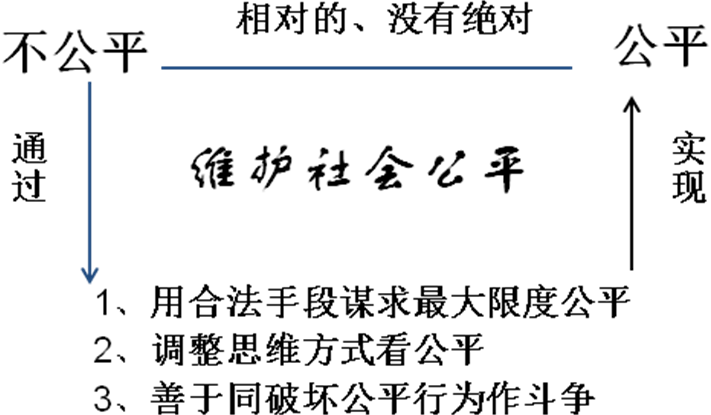 相对的、没有绝对
不公平
公平
通过
维护社会公平
实现
1、用合法手段谋求最大限度公平
2、调整思维方式看公平
3、善于同破坏公平行为作斗争